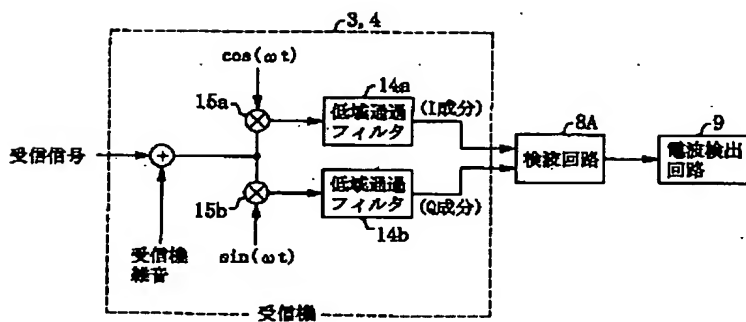 3, 4
cos(ωt)
15a
14a
低域通過
フィルタ
(I成分)
8A
検波回路
9
電波検出
回路
受信信号
+
15b
低域通過
フィルタ
(Q成分)
14b
受信機
雑音
sin(ωt)
受信機